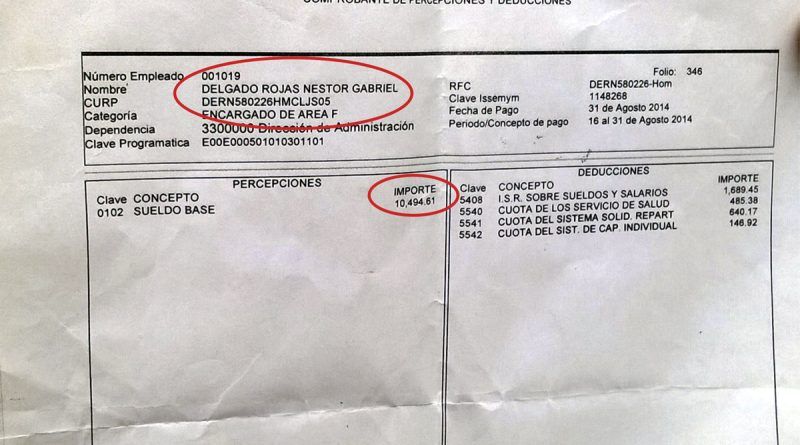 COMPROBANTE DE PERCEPCIONES Y DEDUCCIONES
Número Empleado 001019
Nombre DELGADO ROJAS NESTOR GABRIEL
CURP DERN580226HMCLJS05
Categoría ENCARGADO DE AREA F
Dependencia 3300000 Dirección de Administración
Clave Programatica E00E000501010301101
Folio: 346
RFC DERN580226-Hom
Clave Issemym 1148268
Fecha de Pago 31 de Agosto 2014
Periodo/Concepto de pago 16 al 31 de Agosto 2014
PERCEPCIONES
Clave CONCEPTO IMPORTE
0102 SUELDO BASE 10,494.61
DEDUCCIONES
Clave CONCEPTO IMPORTE
5408 I.S.R. SOBRE SUELDOS Y SALARIOS 1,689.45
5540 CUOTA DE LOS SERVICIO DE SALUD 485.38
5541 CUOTA DEL SISTEMA SOLID. REPART 640.17
5542 CUOTA DEL SIST. DE CAP. INDIVIDUAL 146.92